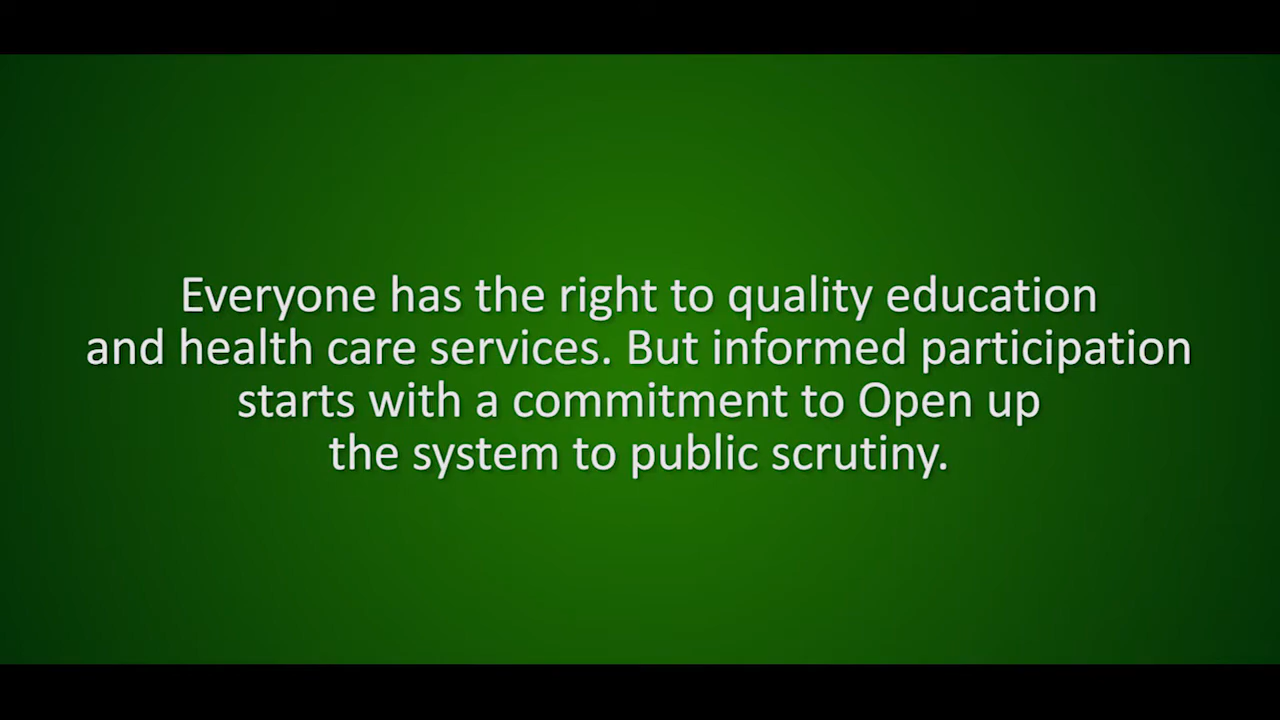 Everyone has the right to quality education
and health care services. But informed participation
starts with a commitment to Open up
the system to public scrutiny.